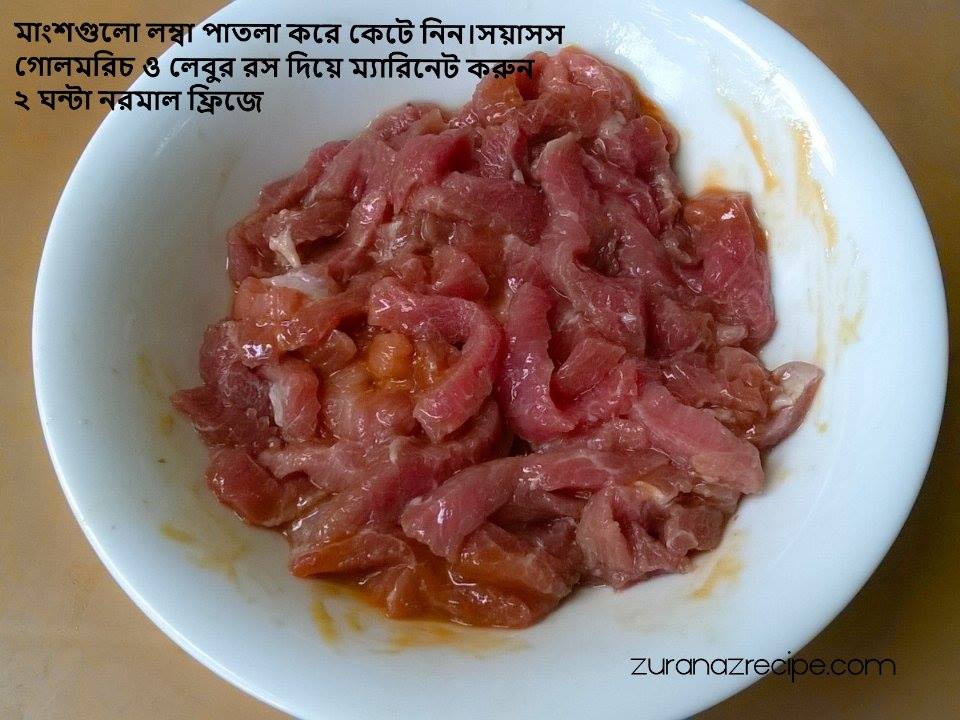 মাংশগুলো লম্বা পাতলা করে কেটে নিন।সয়াসস
গোলমরিচ ও লেবুর রস দিয়ে ম্যারিনেট করুন
২ ঘন্টা নরমাল ফ্রিজে
zuranazrecipe.com